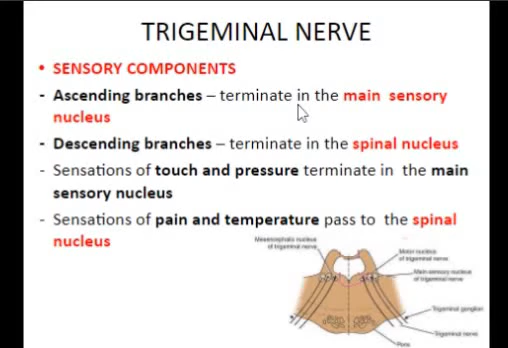 TRIGEMINAL NERVE
• SENSORY COMPONENTS
- Ascending branches – terminate in the main sensory
nucleus
- Descending branches – terminate in the spinal nucleus
- Sensations of touch and pressure terminate in the main
sensory nucleus
- Sensations of pain and temperature pass to the spinal
nucleus
Mesencephalic nucleus
of trigeminal nerve
Motor nucleus
of trigeminal nerve
Main sensory nucleus
of trigeminal nerve
Trigeminal ganglion
Trigeminal nerve
Pons